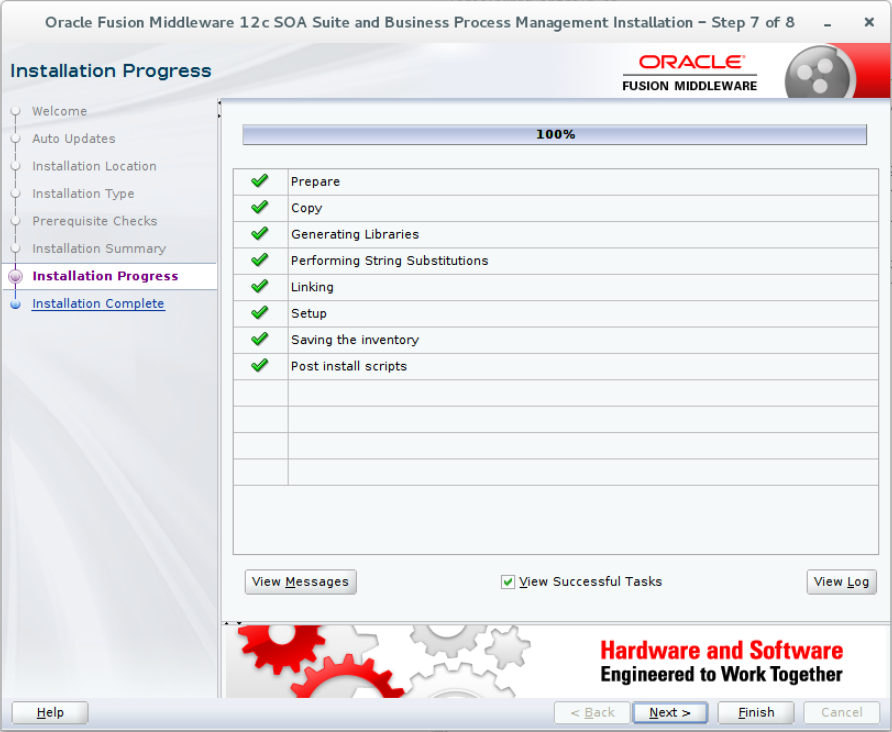 Oracle Fusion Middleware 12c SOA Suite and Business Process Management Installation – Step 7 of 8
Installation Progress
ORACLE
FUSION MIDDLEWARE
Welcome
Auto Updates
Installation Location
Installation Type
Prerequisite Checks
Installation Summary
Installation Progress
Installation Complete
100%
Prepare
Copy
Generating Libraries
Performing String Substitutions
Linking
Setup
Saving the inventory
Post install scripts
View Messages
View Successful Tasks
View Log
Hardware and Software
Engineered to Work Together
Help
< Back
Next >
Finish
Cancel